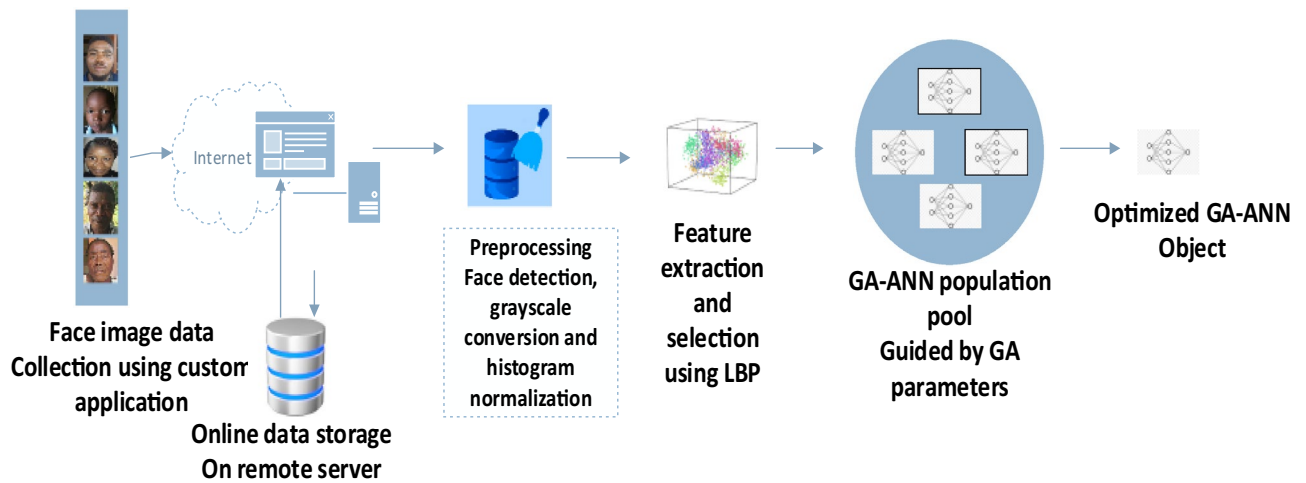 Internet
Face image data
Collection using custom
application
Online data storage
On remote server
Preprocessing
Face detection,
grayscale
conversion and
histogram
normalization
Feature
extraction
and
selection
using LBP
GA-ANN population
pool
Guided by GA
parameters
Optimized GA-ANN
Object